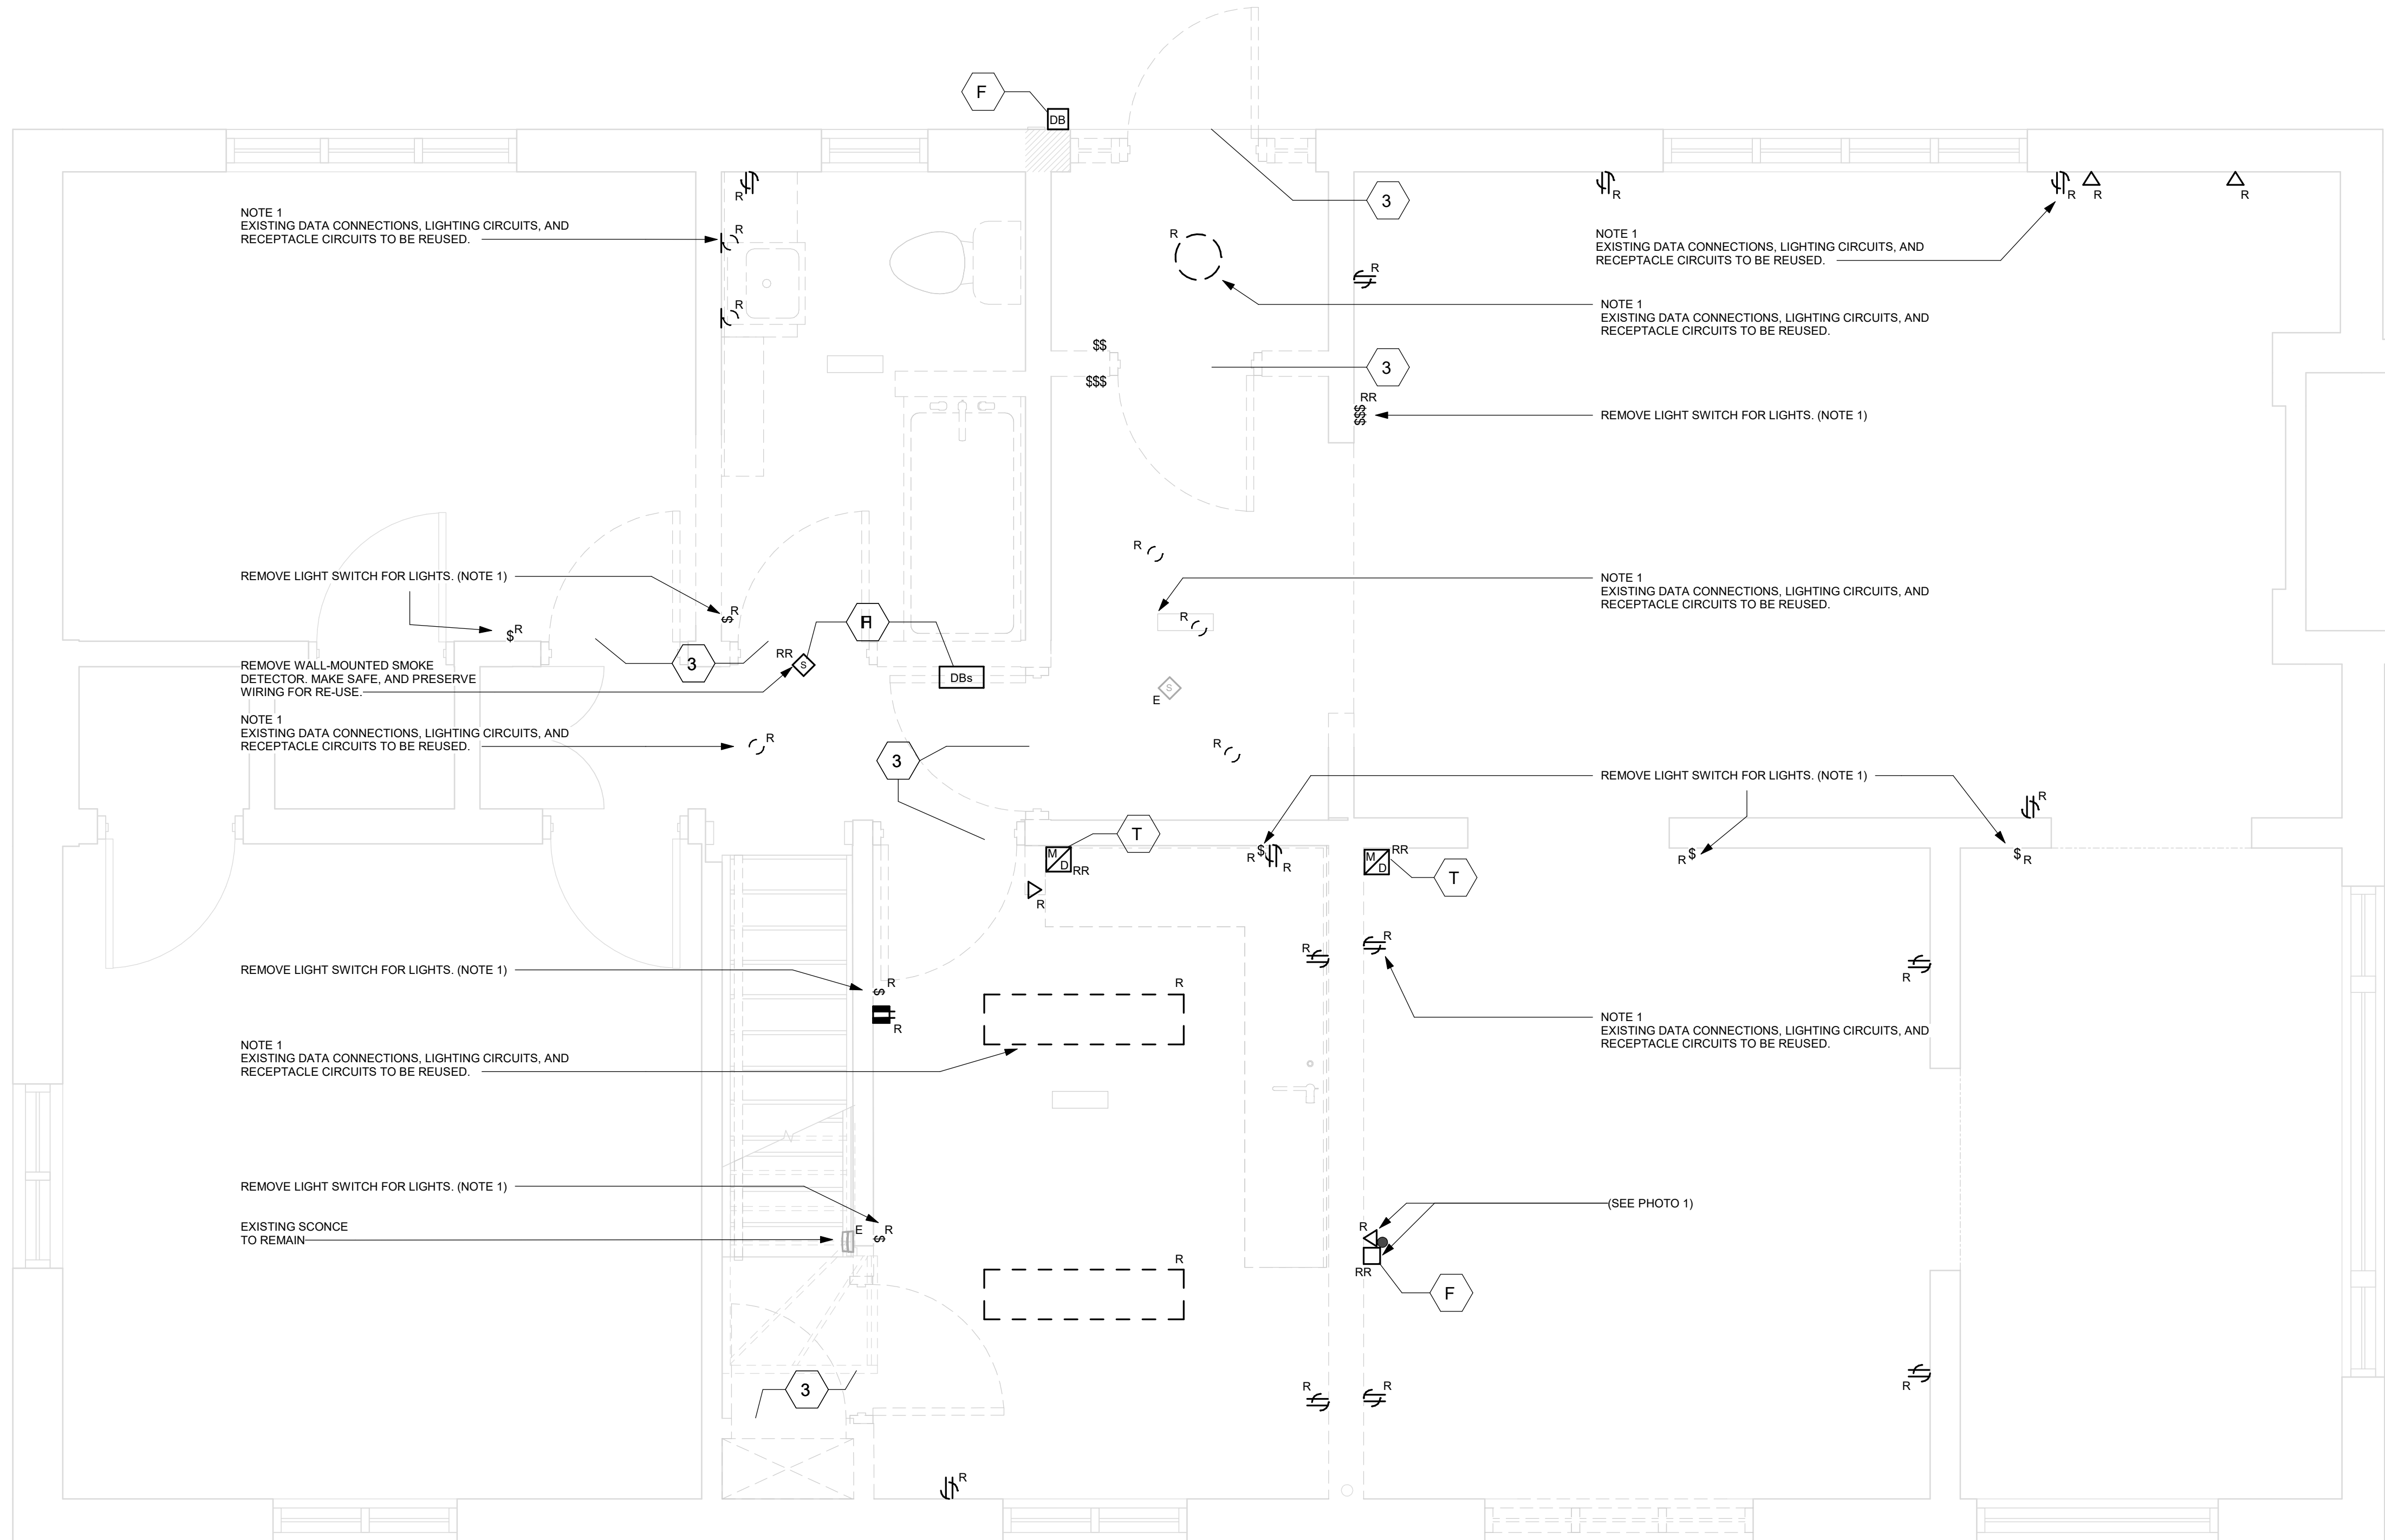 F
DB
R
R
R
R
R
NOTE 1
EXISTING DATA CONNECTIONS, LIGHTING CIRCUITS, AND
RECEPTACLE CIRCUITS TO BE REUSED.
R
R
R
3
NOTE 1
EXISTING DATA CONNECTIONS, LIGHTING CIRCUITS, AND
RECEPTACLE CIRCUITS TO BE REUSED.
R
NOTE 1
EXISTING DATA CONNECTIONS, LIGHTING CIRCUITS, AND
RECEPTACLE CIRCUITS TO BE REUSED.
R
$$
$$$
3
RR
$$$
REMOVE LIGHT SWITCH FOR LIGHTS. (NOTE 1)
R
REMOVE LIGHT SWITCH FOR LIGHTS. (NOTE 1)
NOTE 1
EXISTING DATA CONNECTIONS, LIGHTING CIRCUITS, AND
RECEPTACLE CIRCUITS TO BE REUSED.
$
R
$
R
R
REMOVE WALL-MOUNTED SMOKE
DETECTOR. MAKE SAFE, AND PRESERVE
WIRING FOR RE-USE.
3
RR
S
DBs
S
E
NOTE 1
EXISTING DATA CONNECTIONS, LIGHTING CIRCUITS, AND
RECEPTACLE CIRCUITS TO BE REUSED.
R
3
R
REMOVE LIGHT SWITCH FOR LIGHTS. (NOTE 1)
R
T
M
D
RR
R
$
R
M
D
RR
T
R
$
$
R
R
REMOVE LIGHT SWITCH FOR LIGHTS. (NOTE 1)
$
R
R
R
R
R
R
NOTE 1
EXISTING DATA CONNECTIONS, LIGHTING CIRCUITS, AND
RECEPTACLE CIRCUITS TO BE REUSED.
NOTE 1
EXISTING DATA CONNECTIONS, LIGHTING CIRCUITS, AND
RECEPTACLE CIRCUITS TO BE REUSED.
REMOVE LIGHT SWITCH FOR LIGHTS. (NOTE 1)
(SEE PHOTO 1)
EXISTING SCONCE
TO REMAIN
E
$
R
R
R
RR
F
3
R
R
R
R